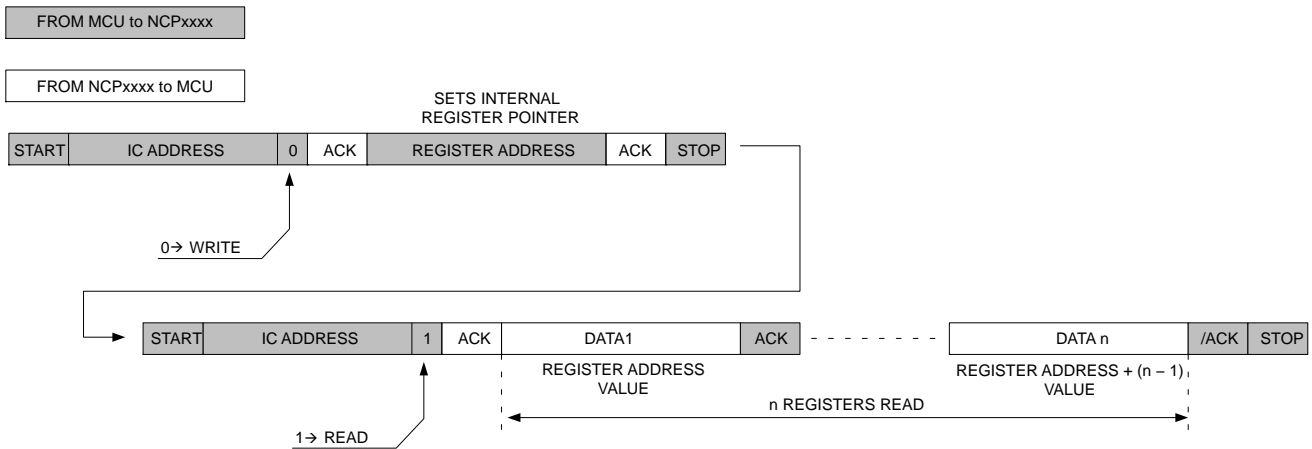 FROM MCU to NCPxxxx
FROM NCPxxxx to MCU
SETS INTERNAL
REGISTER POINTER
START IC ADDRESS 0 ACK REGISTER ADDRESS ACK STOP
0→ WRITE
START IC ADDRESS 1 ACK DATA1 ACK DATA n /ACK STOP
REGISTER ADDRESS
VALUE
REGISTER ADDRESS + (n – 1)
VALUE
n REGISTERS READ
1→ READ